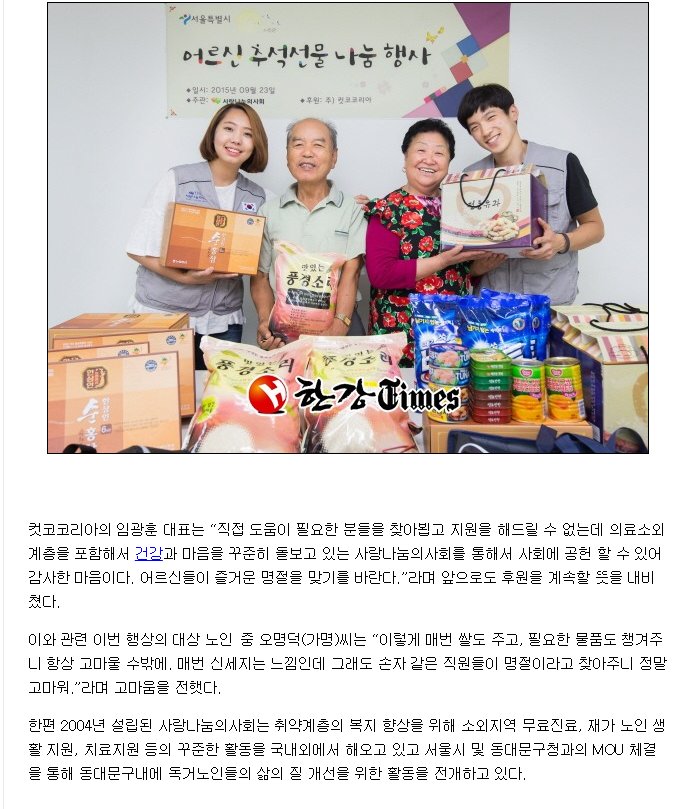 서울특별시
어르신 추석선물 나눔 행사
◆일시: 2015년 09월 23일
◆주관: 사랑나눔의사회 ◆후원: 주) 컷코코리아
맛있는
풍경소리
풍경소리
풍경소리
한강Times
컷코코리아의 임광훈 대표는 “직접 도움이 필요한 분들을 찾아뵙고 지원을 해드릴 수 없는데 의료소외
계층을 포함해서 건강과 마음을 꾸준히 돌보고 있는 사랑나눔의사회를 통해서 사회에 공헌 할 수 있어
감사한 마음이다. 어르신들이 즐거운 명절을 맞기를 바란다.”라며 앞으로도 후원을 계속할 뜻을 내비
쳤다.
이와 관련 이번 행상의 대상 노인 중 오명덕(가명)씨는 “이렇게 매번 쌀도 주고, 필요한 물품도 챙겨주
니 항상 고마울 수밖에. 매번 신세지는 느낌인데 그래도 손자 같은 직원들이 명절이라고 찾아주니 정말
고마워.”라며 고마움을 전했다.
한편 2004년 설립된 사랑나눔의사회는 취약계층의 복지 향상을 위해 소외지역 무료진료, 재가 노인 생
활 지원, 치료지원 등의 꾸준한 활동을 국내외에서 해오고 있고 서울시 및 동대문구청과의 MOU 체결
을 통해 동대문구내에 독거노인들의 삶의 질 개선을 위한 활동을 전개하고 있다.